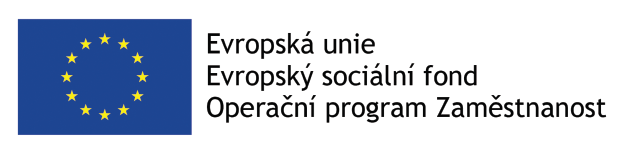 Evropská unie
Evropský sociální fond
Operační program Zaměstnanost